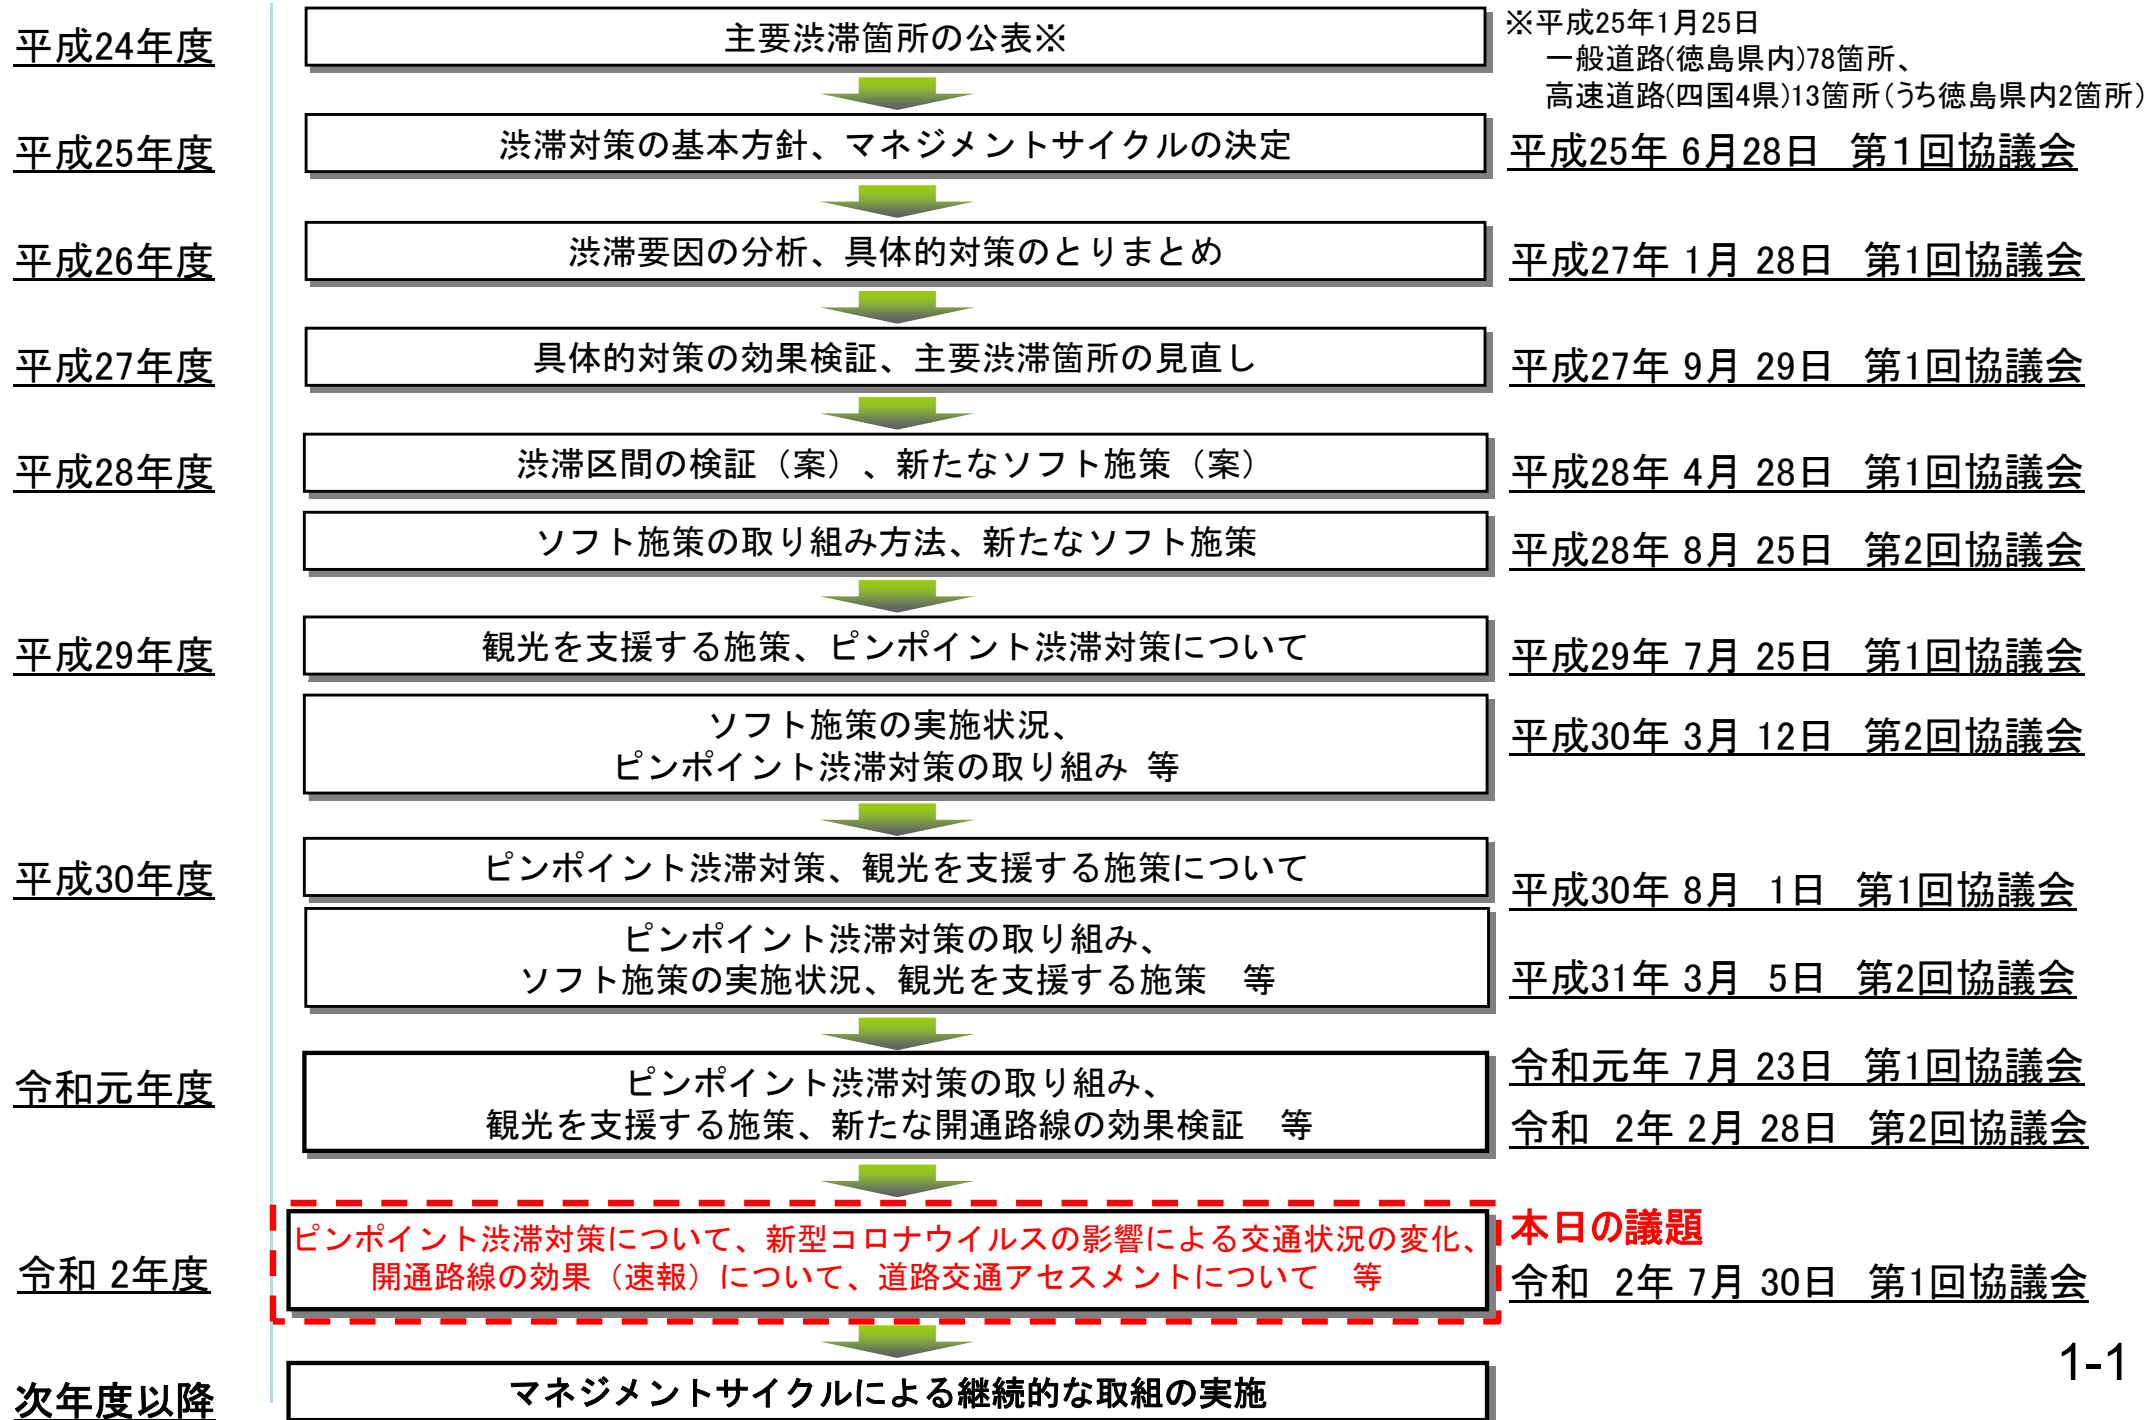 平成24年度
主要渋滞箇所の公表※
※平成25年1月25日
一般道路(徳島県内)78箇所、
高速道路(四国4県)13箇所(うち徳島県内2箇所)
平成25年度
渋滞対策の基本方針、マネジメントサイクルの決定
平成25年 6月28日 第1回協議会
平成26年度
渋滞要因の分析、具体的対策のとりまとめ
平成27年 1月 28日 第1回協議会
平成27年度
具体的対策の効果検証、主要渋滞箇所の見直し
平成27年 9月 29日 第1回協議会
平成28年度
渋滞区間の検証（案）、新たなソフト施策（案）
平成28年 4月 28日 第1回協議会
ソフト施策の取り組み方法、新たなソフト施策
平成28年 8月 25日 第2回協議会
平成29年度
観光を支援する施策、ピンポイント渋滞対策について
平成29年 7月 25日 第1回協議会
ソフト施策の実施状況、
ピンポイント渋滞対策の取り組み 等
平成30年 3月 12日 第2回協議会
平成30年度
ピンポイント渋滞対策、観光を支援する施策について
平成30年 8月 1日 第1回協議会
ピンポイント渋滞対策の取り組み、
ソフト施策の実施状況、観光を支援する施策 等
平成31年 3月 5日 第2回協議会
令和元年度
ピンポイント渋滞対策の取り組み、
観光を支援する施策、新たな開通路線の効果検証 等
令和元年 7月 23日 第1回協議会
令和 2年 2月 28日 第2回協議会
令和 2年度
ピンポイント渋滞対策について、新型コロナウイルスの影響による交通状況の変化、
開通路線の効果（速報）について、道路交通アセスメントについて 等
本日の議題
令和 2年 7月 30日 第1回協議会
次年度以降
マネジメントサイクルによる継続的な取組の実施
1-1